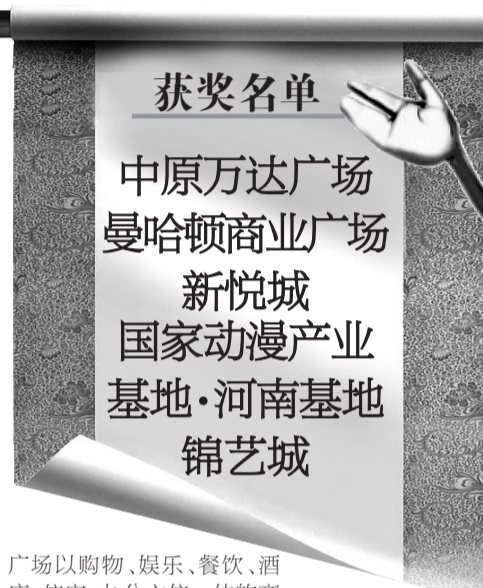 获奖名单
中原万达广场
曼哈顿商业广场
新悦城
国家动漫产业
基地·河南基地
锦艺城
广场以购物、娱乐、餐饮、酒